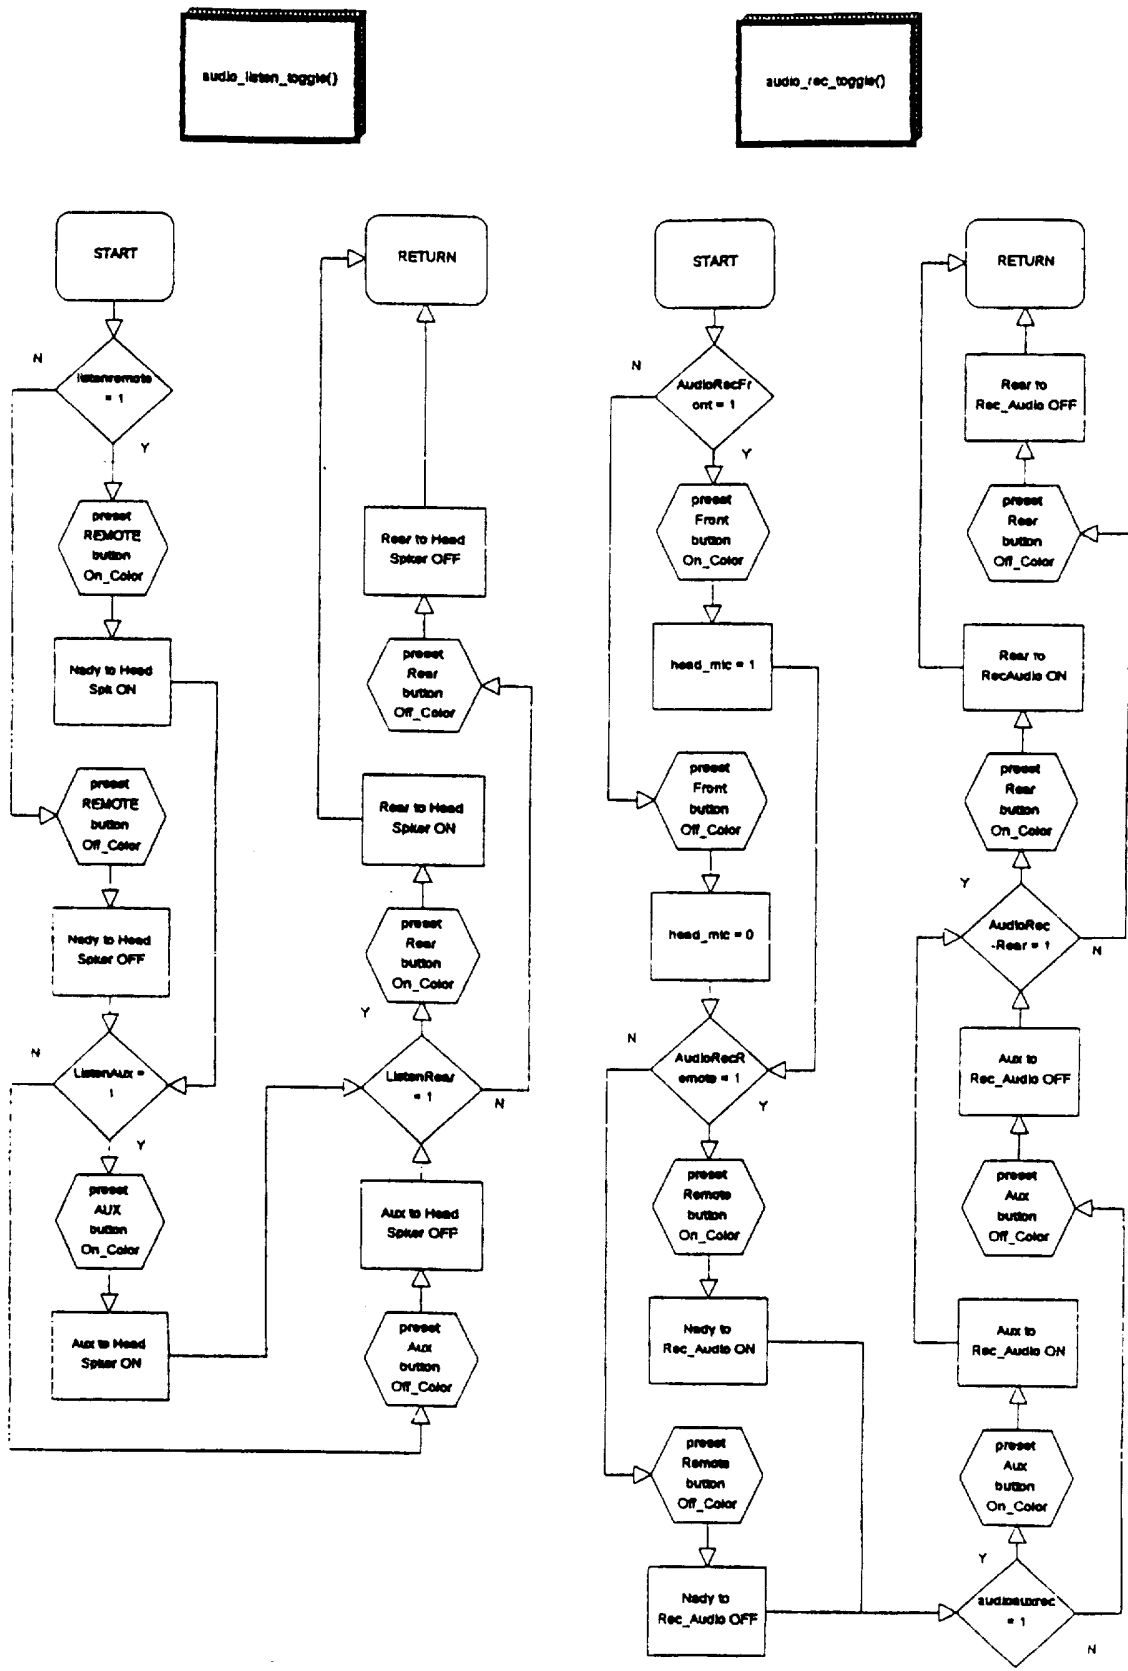 audio_listen_toggle()
START
N
listenremote
= 1
Y
preset
REMOTE
button
On_Color
Nady to Head
Spk ON
preset
REMOTE
button
Off_Color
Nady to Head
Spker OFF
N
ListenAux =
1
Y
preset
AUX
button
On_Color
Aux to Head
Spker ON
RETURN
Rear to Head
Spker OFF
preset
Rear
button
Off_Color
Rear to Head
Spker ON
preset
Rear
button
On_Color
Y
ListenRear
= 1
N
Aux to Head
Spker OFF
preset
Aux
button
Off_Color
audio_rec_toggle()
START
N
AudioRecFr
ont = 1
Y
preset
Front
button
On_Color
head_mic = 1
preset
Front
button
Off_Color
head_mic = 0
N
AudioRecR
emote = 1
Y
preset
Remote
button
On_Color
Nady to
Rec_Audio ON
preset
Remote
button
Off_Color
Nady to
Rec_Audio OFF
RETURN
Rear to
Rec_Audio OFF
preset
Rear
button
Off_Color
Rear to
RecAudio ON
preset
Rear
button
On_Color
Y
AudioRec
-Rear = 1
N
Aux to
Rec_Audio OFF
preset
Aux
button
Off_Color
Aux to
Rec_Audio ON
preset
Aux
button
On_Color
Y
audioauxrec
= 1
N